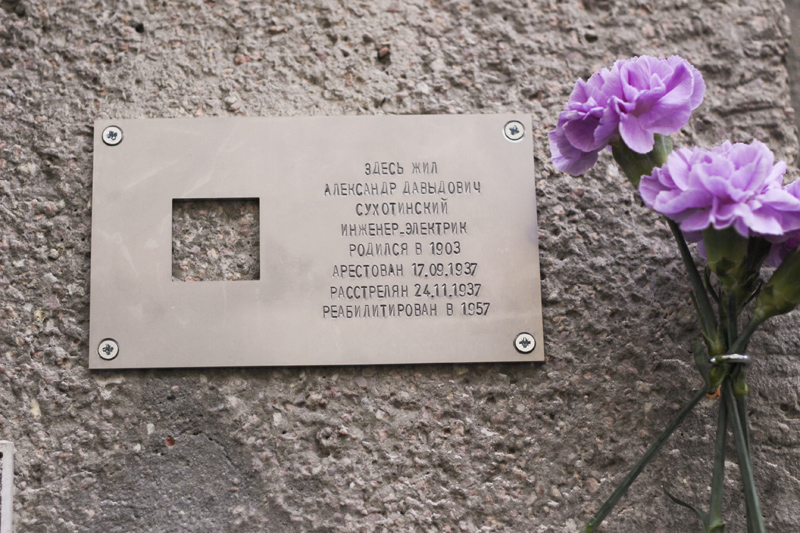 ЗДЕСЬ ЖИЛ
АЛЕКСАНДР ДАВЫДОВИЧ
СУХОТИНСКИЙ
ИНЖЕНЕР-ЭЛЕКТРИК
РОДИЛСЯ В 1903
АРЕСТОВАН 17.09.1937
РАССТРЕЛЯН 24.11.1937
РЕАБИЛИТИРОВАН В 1957